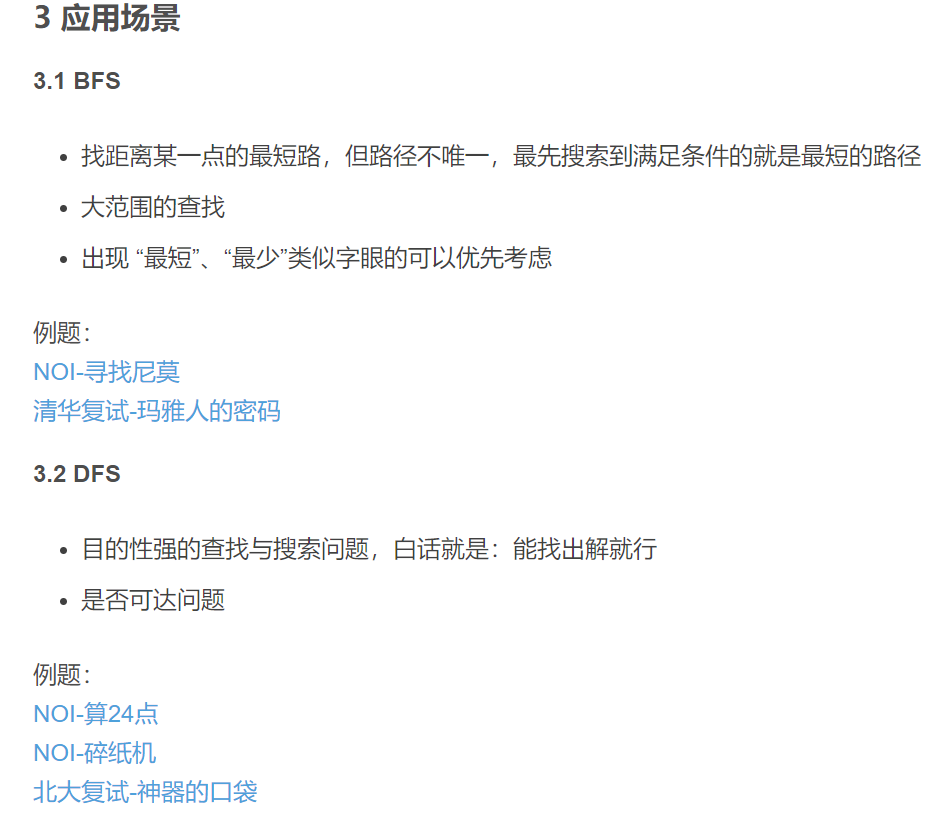 3 应用场景
3.1 BFS
• 找距离某一点的最短路，但路径不唯一，最先搜索到满足条件的就是最短的路径
• 大范围的查找
• 出现 “最短”、“最少”类似字眼的可以优先考虑
例题：
NOI-寻找尼莫
清华复试-玛雅人的密码
3.2 DFS
• 目的性强的查找与搜索问题，白话就是：能找出解就行
• 是否可达问题
例题：
NOI-算24点
NOI-碎纸机
北大复试-神器的口袋